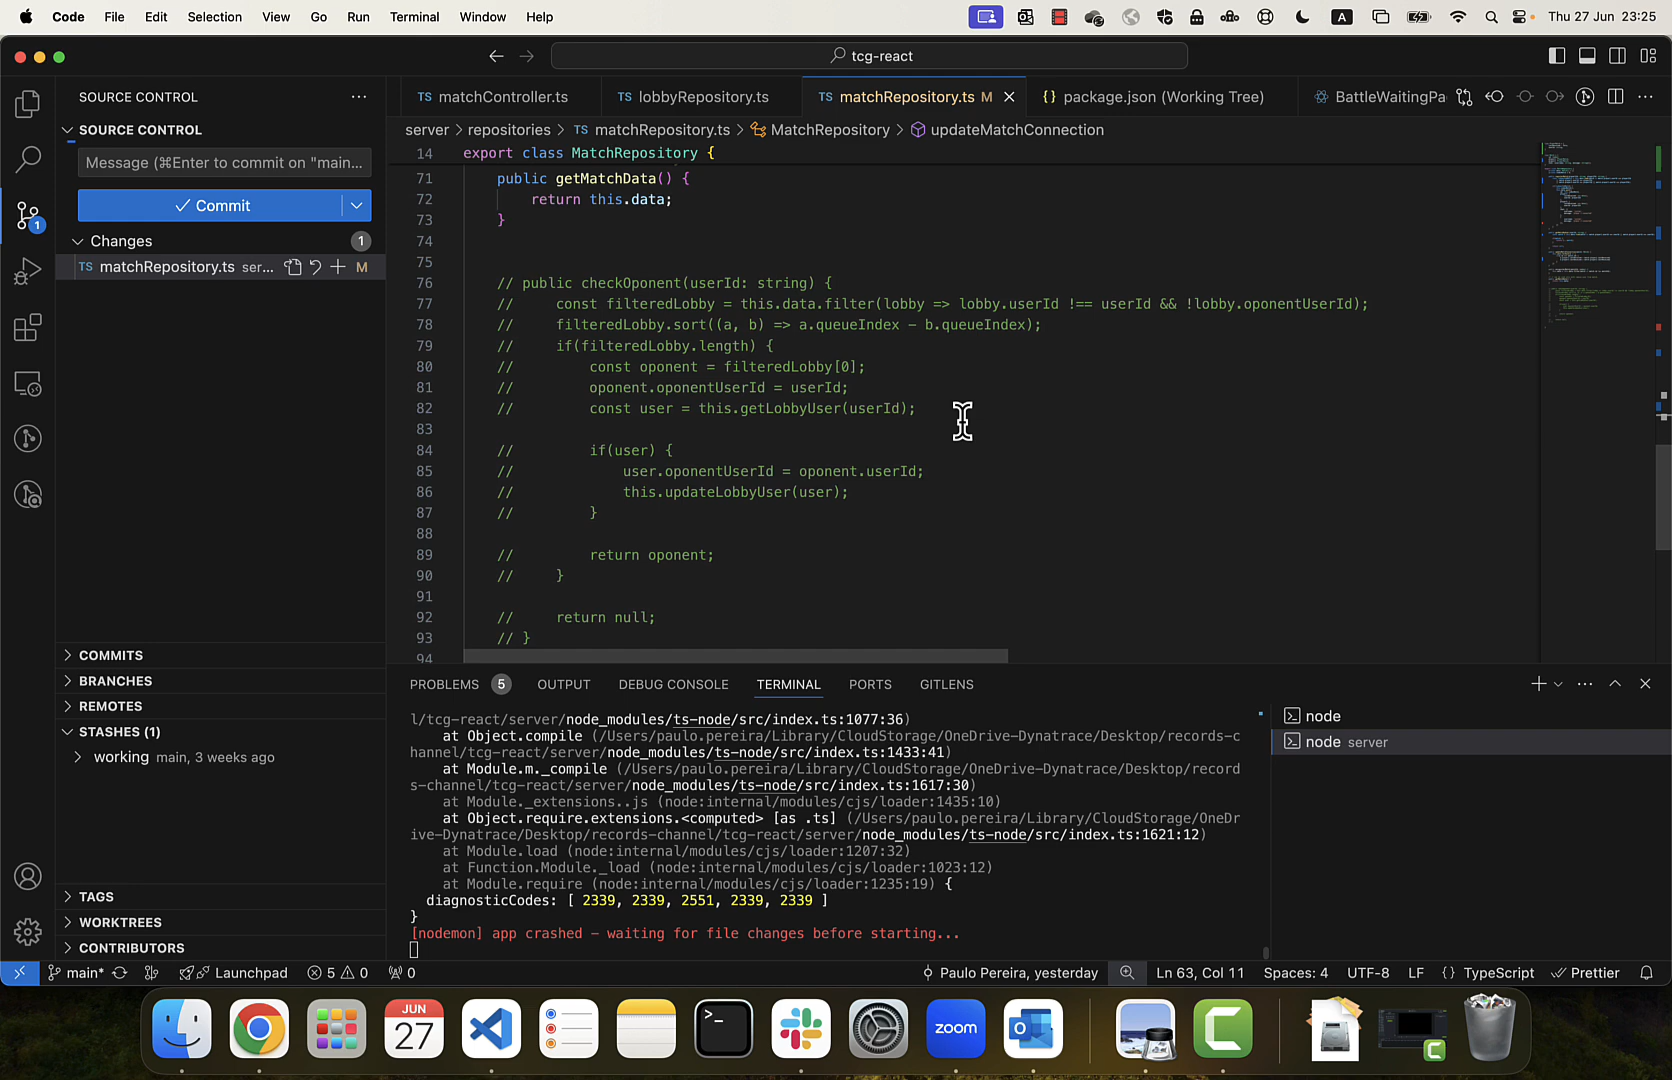 Code File Edit Selection View Go Run Terminal Window Help
A Thu 27 Jun 23:25
tcg-react
SOURCE CONTROL
TS matchController.ts TS lobbyRepository.ts TS matchRepository.ts M {} package.json (Working Tree) BattleWaitingPa
SOURCE CONTROL
Message (⌘Enter to commit on "main...
Commit
1
Changes 1
TS matchRepository.ts ser... M
COMMITS
BRANCHES
REMOTES
STASHES (1)
working main, 3 weeks ago
TAGS
WORKTREES
CONTRIBUTORS
server > repositories > TS matchRepository.ts > MatchRepository > updateMatchConnection
14 export class MatchRepository {
71 public getMatchData() {
72 return this.data;
73 }
74
75
76 // public checkOponent(userId: string) {
77 // const filteredLobby = this.data.filter(lobby => lobby.userId !== userId && !lobby.oponentUserId);
78 // filteredLobby.sort((a, b) => a.queueIndex - b.queueIndex);
79 // if(filteredLobby.length) {
80 // const oponent = filteredLobby[0];
81 // oponent.oponentUserId = userId;
82 // const user = this.getLobbyUser(userId);
83
84 // if(user) {
85 // user.oponentUserId = oponent.userId;
86 // this.updateLobbyUser(user);
87 // }
88
89 // return oponent;
90 // }
91
92 // return null;
93 // }
94
PROBLEMS 5 OUTPUT DEBUG CONSOLE TERMINAL PORTS GITLENS
l/tcg-react/server/node_modules/ts-node/src/index.ts:1077:36)
at Object.compile (/Users/paulo.pereira/Library/CloudStorage/OneDrive-Dynatrace/Desktop/records-c
hannel/tcg-react/server/node_modules/ts-node/src/index.ts:1433:41)
at Module.m._compile (/Users/paulo.pereira/Library/CloudStorage/OneDrive-Dynatrace/Desktop/record
s-channel/tcg-react/server/node_modules/ts-node/src/index.ts:1617:30)
at Module._extensions..js (node:internal/modules/cjs/loader:1435:10)
at Object.require.extensions.<computed> [as .ts] (/Users/paulo.pereira/Library/CloudStorage/OneDr
ive-Dynatrace/Desktop/records-channel/tcg-react/server/node_modules/ts-node/src/index.ts:1621:12)
at Module.load (node:internal/modules/cjs/loader:1207:32)
at Function.Module._load (node:internal/modules/cjs/loader:1023:12)
at Module.require (node:internal/modules/cjs/loader:1235:19) {
diagnosticCodes: [ 2339, 2339, 2551, 2339, 2339 ]
}
[nodemon] app crashed - waiting for file changes before starting...
node
node server
main* Launchpad 5 0 0 Paulo Pereira, yesterday Ln 63, Col 11 Spaces: 4 UTF-8 LF {} TypeScript Prettier
JUN
27
zoom